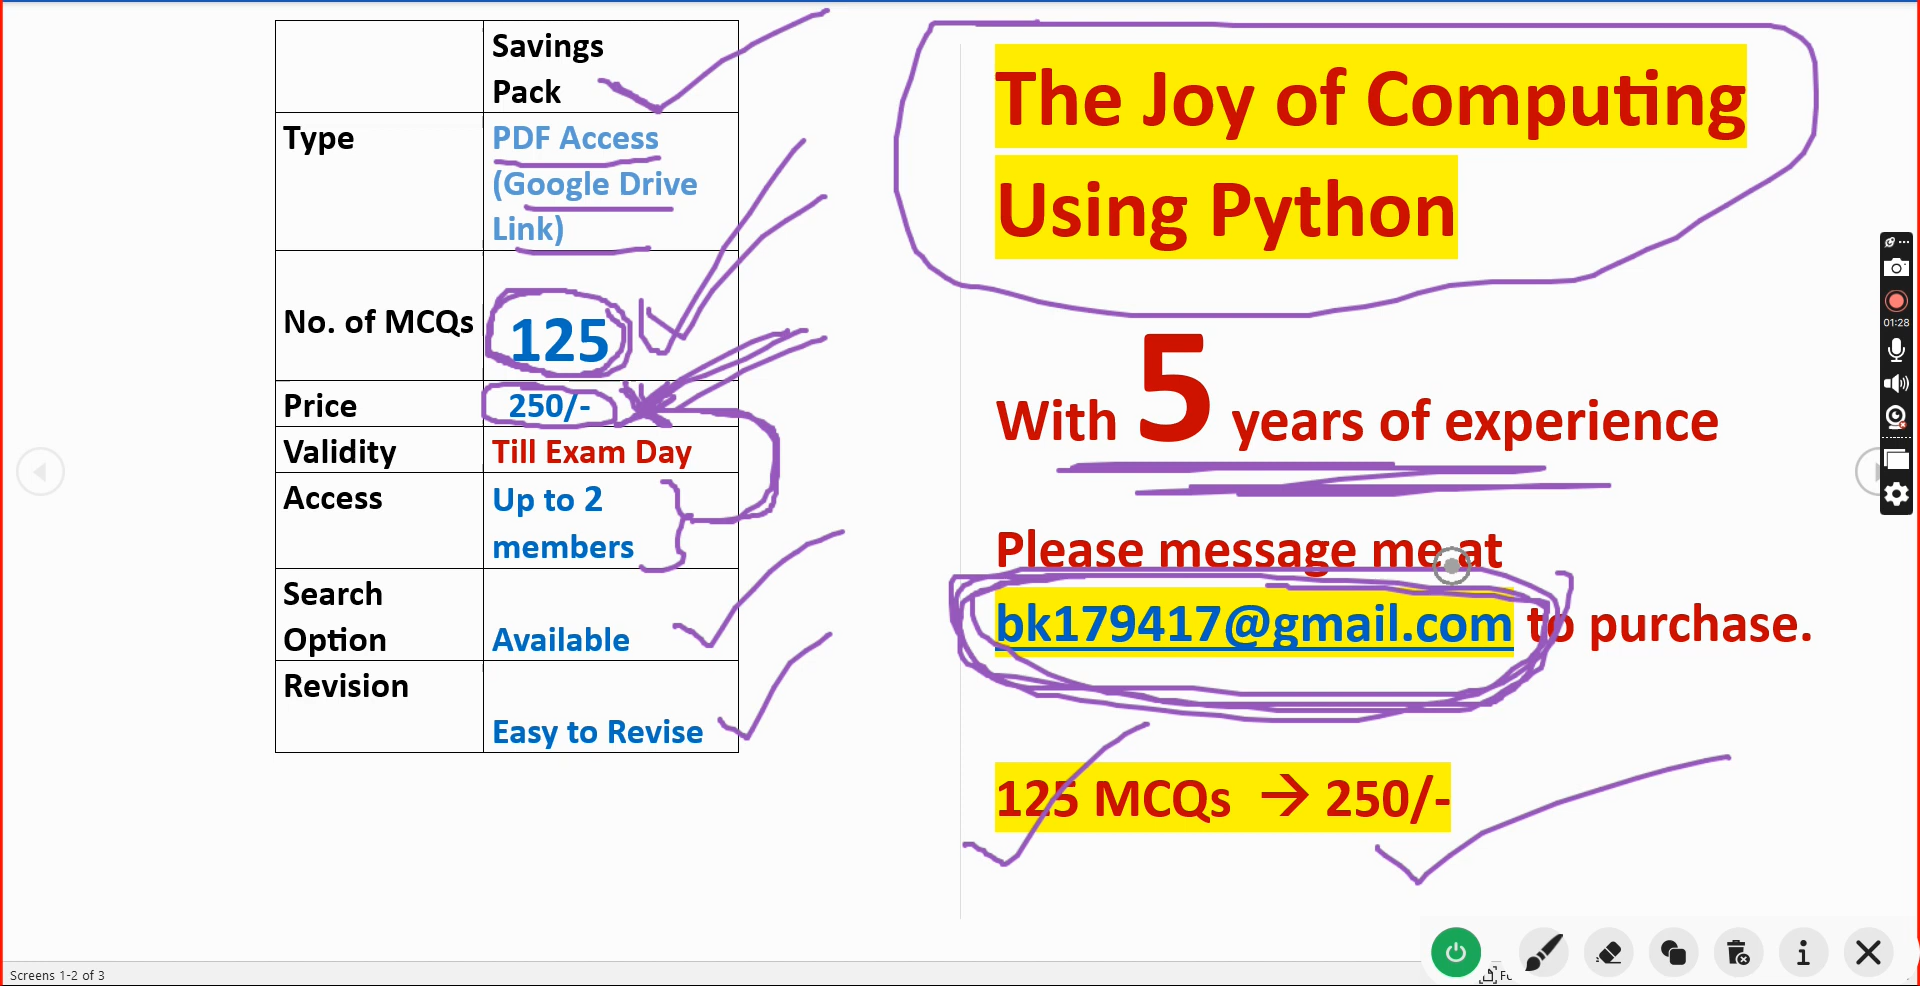 Savings
Pack
Type
PDF Access
(Google Drive
Link)
No. of MCQs
125
Price
250/-
Validity
Till Exam Day
Access
Up to 2
members
Search
Option
Available
Revision
Easy to Revise
The Joy of Computing
Using Python
With 5 years of experience
Please message me at
bk179417@gmail.com to purchase.
125 MCQs → 250/-
01:28
Screens 1-2 of 3